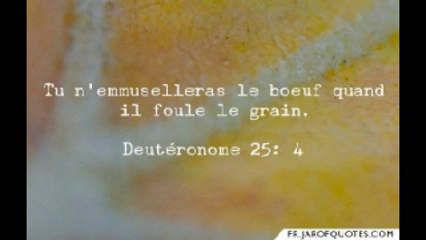 Tu n'emmuselleras le boeuf quand
il foule le grain.
Deutéronome 25: 4
FR.JAROFQUOTES.COM